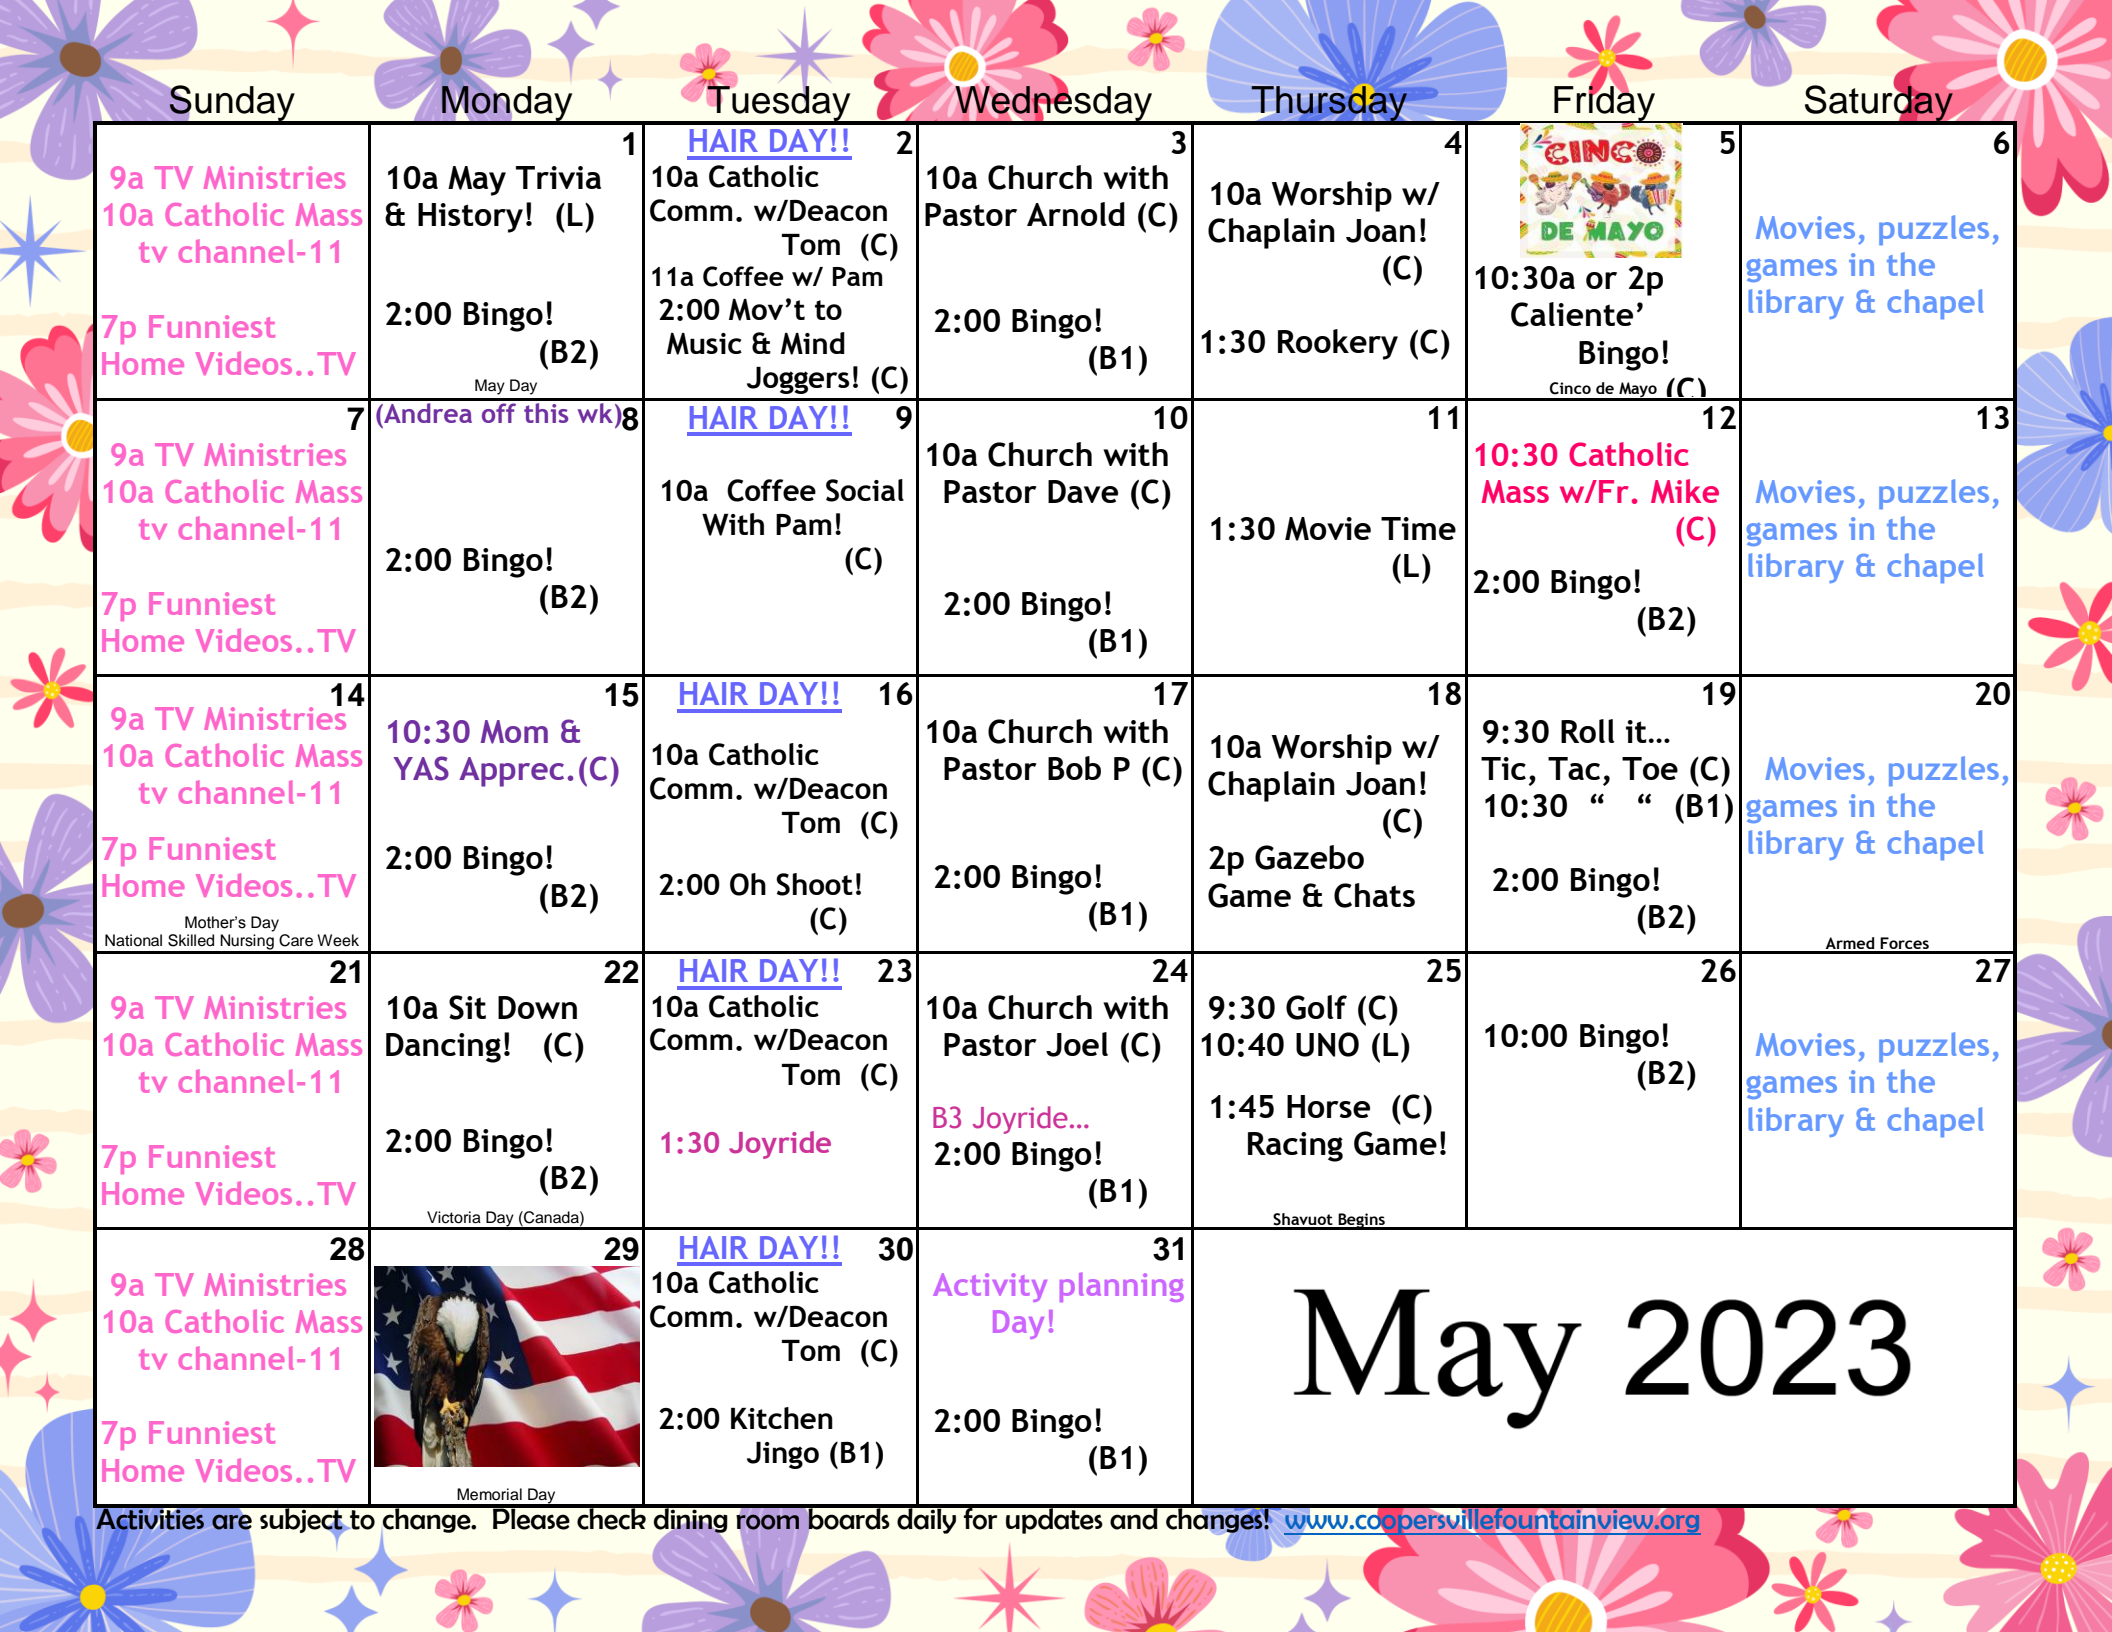 Sunday Monday Tuesday Wednesday Thursday Friday Saturday
9a TV Ministries
10a Catholic Mass
tv channel-11
7p Funniest
Home Videos..TV
1
10a May Trivia
& History! (L)
2:00 Bingo!
(B2)
May Day
HAIR DAY!! 2
10a Catholic
Comm. w/Deacon
Tom (C)
11a Coffee w/ Pam
2:00 Mov't to
Music & Mind
Joggers! (C)
3
10a Church with
Pastor Arnold (C)
2:00 Bingo!
(B1)
4
10a Worship w/
Chaplain Joan!
(C)
1:30 Rookery (C)
5
CINCO
DE MAYO
10:30a or 2p
Caliente'
Bingo!
Cinco de Mayo (C)
6
Movies, puzzles,
games in the
library & chapel
7
9a TV Ministries
10a Catholic Mass
tv channel-11
7p Funniest
Home Videos..TV
(Andrea off this wk)8
2:00 Bingo!
(B2)
HAIR DAY!! 9
10a Coffee Social
With Pam!
(C)
10
10a Church with
Pastor Dave (C)
2:00 Bingo!
(B1)
11
1:30 Movie Time
(L)
12
10:30 Catholic
Mass w/Fr. Mike
(C)
2:00 Bingo!
(B2)
13
Movies, puzzles,
games in the
library & chapel
14
9a TV Ministries
10a Catholic Mass
tv channel-11
7p Funniest
Home Videos..TV
Mother's Day
National Skilled Nursing Care Week
15
10:30 Mom &
YAS Apprec.(C)
2:00 Bingo!
(B2)
HAIR DAY!! 16
10a Catholic
Comm. w/Deacon
Tom (C)
2:00 Oh Shoot!
(C)
17
10a Church with
Pastor Bob P (C)
2:00 Bingo!
(B1)
18
10a Worship w/
Chaplain Joan!
(C)
2p Gazebo
Game & Chats
19
9:30 Roll it…
Tic, Tac, Toe (C)
10:30 “ “ (B1)
2:00 Bingo!
(B2)
20
Movies, puzzles,
games in the
library & chapel
Armed Forces
21
9a TV Ministries
10a Catholic Mass
tv channel-11
7p Funniest
Home Videos..TV
22
10a Sit Down
Dancing! (C)
2:00 Bingo!
(B2)
Victoria Day (Canada)
HAIR DAY!! 23
10a Catholic
Comm. w/Deacon
Tom (C)
1:30 Joyride
24
10a Church with
Pastor Joel (C)
B3 Joyride…
2:00 Bingo!
(B1)
25
9:30 Golf (C)
10:40 UNO (L)
1:45 Horse (C)
Racing Game!
Shavuot Begins
26
10:00 Bingo!
(B2)
27
Movies, puzzles,
games in the
library & chapel
28
9a TV Ministries
10a Catholic Mass
tv channel-11
7p Funniest
Home Videos..TV
29
Memorial Day
HAIR DAY!! 30
10a Catholic
Comm. w/Deacon
Tom (C)
2:00 Kitchen
Jingo (B1)
31
Activity planning
Day!
2:00 Bingo!
(B1)
May 2023
Activities are subject to change. Please check dining room boards daily for updates and changes! www.coopersvillefountainview.org